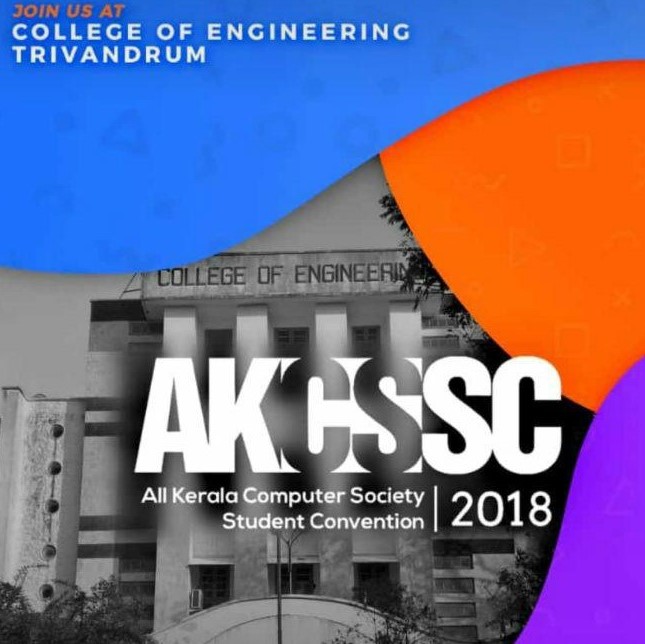 JOIN US AT
COLLEGE OF ENGINEERING
TRIVANDRUM
COLLEGE OF ENGINEERIN
AKCSSC
All Kerala Computer Society
Student Convention
2018